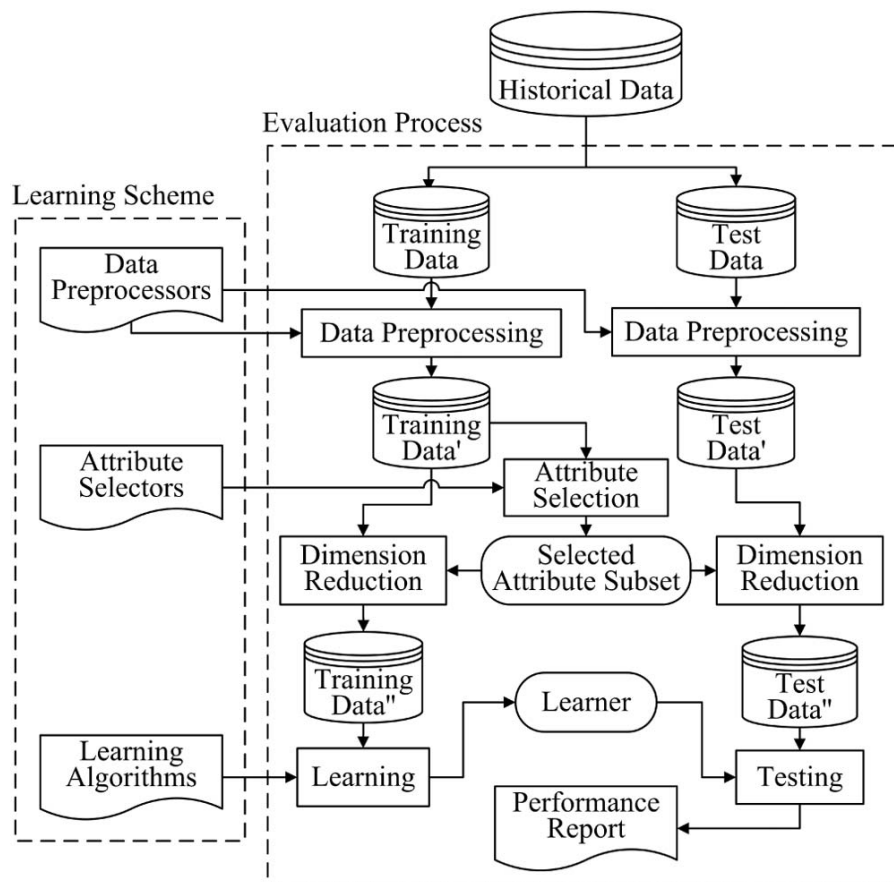 Historical Data
Evaluation Process
Learning Scheme
Training
Data
Test
Data
Data
Preprocessors
Data Preprocessing
Data Preprocessing
Training
Data'
Test
Data'
Attribute
Selectors
Attribute
Selection
Dimension
Reduction
Selected
Attribute Subset
Dimension
Reduction
Training
Data"
Learner
Test
Data"
Learning
Algorithms
Learning
Testing
Performance
Report